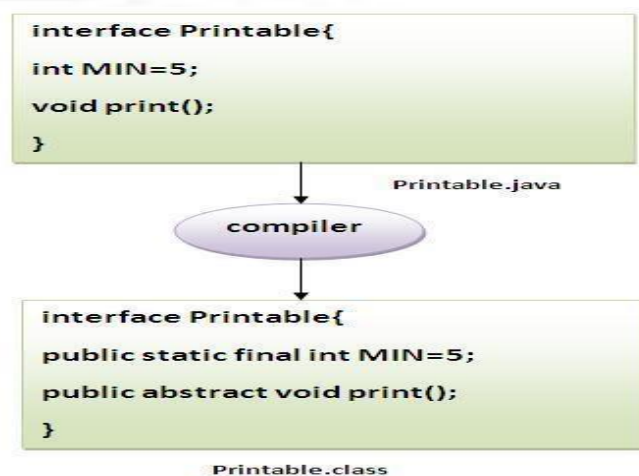 interface Printable{
int MIN=5;
void print();
}
Printable.java
compiler
interface Printable{
public static final int MIN=5;
public abstract void print();
}
Printable.class